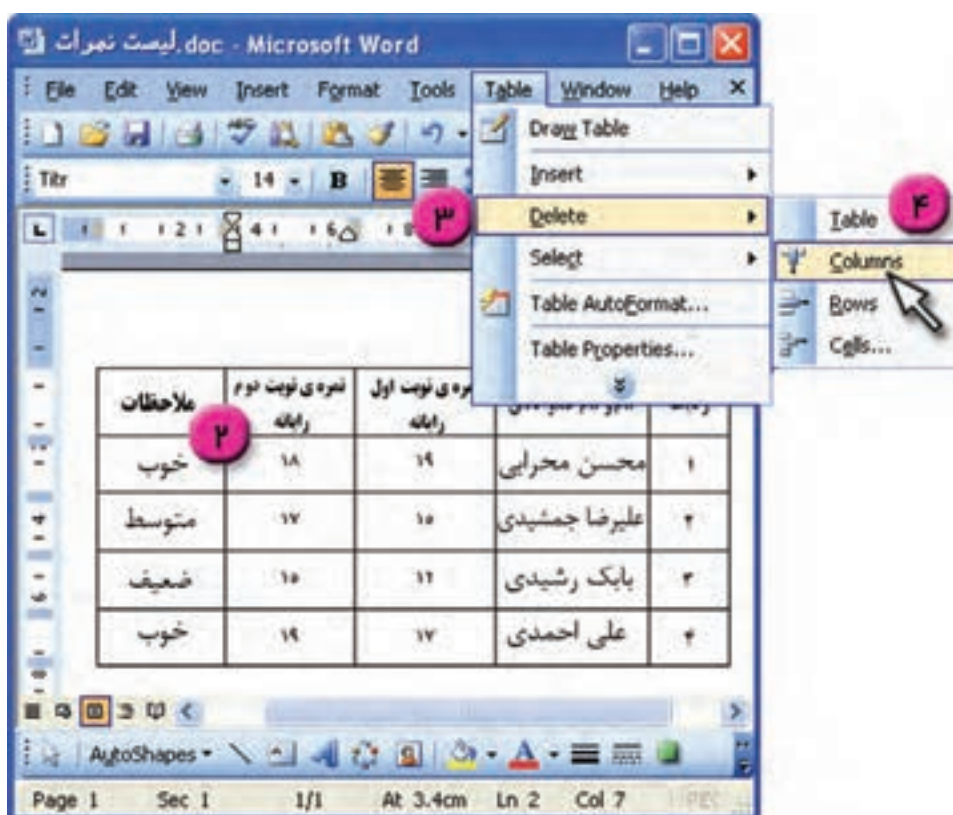 لیست نمرات.doc - Microsoft Word
File Edit View Insert Format Tools Table Window Help
Titr 14 B
Draw Table
Insert
Delete
Select
Table AutoFormat...
Table Properties...
Table
Columns
Rows
Cells...
۲
۳
۴
نمره ی نوبت اول رایانه نمره ی نوبت دوم رایانه ملاحظات
۱ محسن محرابی ۱۹ ۱۸ خوب
۲ علیرضا جمشیدی ۱۵ ۱۷ متوسط
۳ بابک رشیدی ۱۲ ۱۵ ضعیف
۴ علی احمدی ۱۷ ۱۹ خوب
AutoShapes
Page 1 Sec 1 1/1 At 3.4cm Ln 2 Col 7